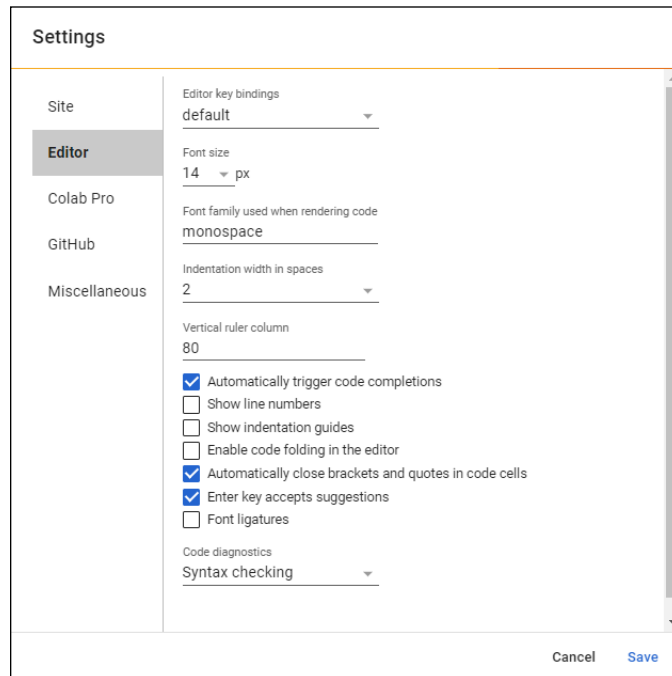 Settings
Site
Editor
Colab Pro
GitHub
Miscellaneous
Editor key bindings
default
Font size
14 px
Font family used when rendering code
monospace
Indentation width in spaces
2
Vertical ruler column
80
Automatically trigger code completions
Show line numbers
Show indentation guides
Enable code folding in the editor
Automatically close brackets and quotes in code cells
Enter key accepts suggestions
Font ligatures
Code diagnostics
Syntax checking
Cancel Save